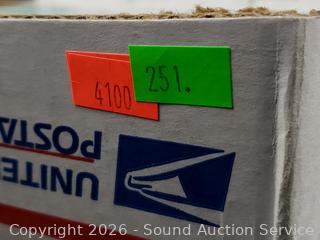 4100
251.
UNITE
POSTA
Copyright 2026 - Sound Auction Service